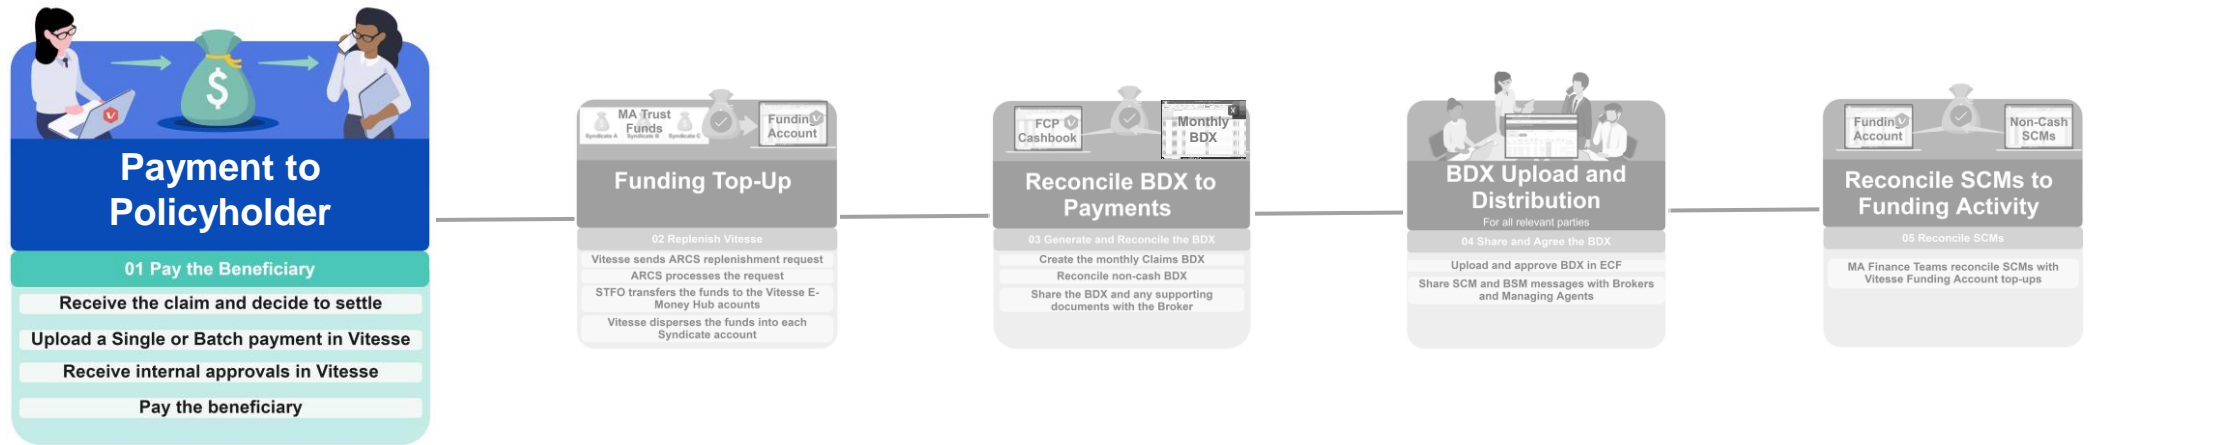 $
Payment to
Policyholder
01 Pay the Beneficiary
Receive the claim and decide to settle
Upload a Single or Batch payment in Vitesse
Receive internal approvals in Vitesse
Pay the beneficiary
MA Trust
Funds
Syndicate A Syndicate B Syndicate C
Funding
Account
Funding Top-Up
02 Replenish Vitesse
Vitesse sends ARCS replenishment request
ARCS processes the request
STFO transfers the funds to the Vitesse E-
Money Hub acounts
Vitesse disperses the funds into each
Syndicate account
FCP
Cashbook
Monthly
BDX
Reconcile BDX to
Payments
03 Generate and Reconcile the BDX
Create the monthly Claims BDX
Reconcile non-cash BDX
Share the BDX and any supporting
documents with the Broker
BDX Upload and
Distribution
For all relevant parties
04 Share and Agree the BDX
Upload and approve BDX in ECF
Share SCM and BSM messages with Brokers
and Managing Agents
Funding
Account
Non-Cash
SCMs
Reconcile SCMs to
Funding Activity
05 Reconcile SCMs
MA Finance Teams reconcile SCMs with
Vitesse Funding Account top-ups